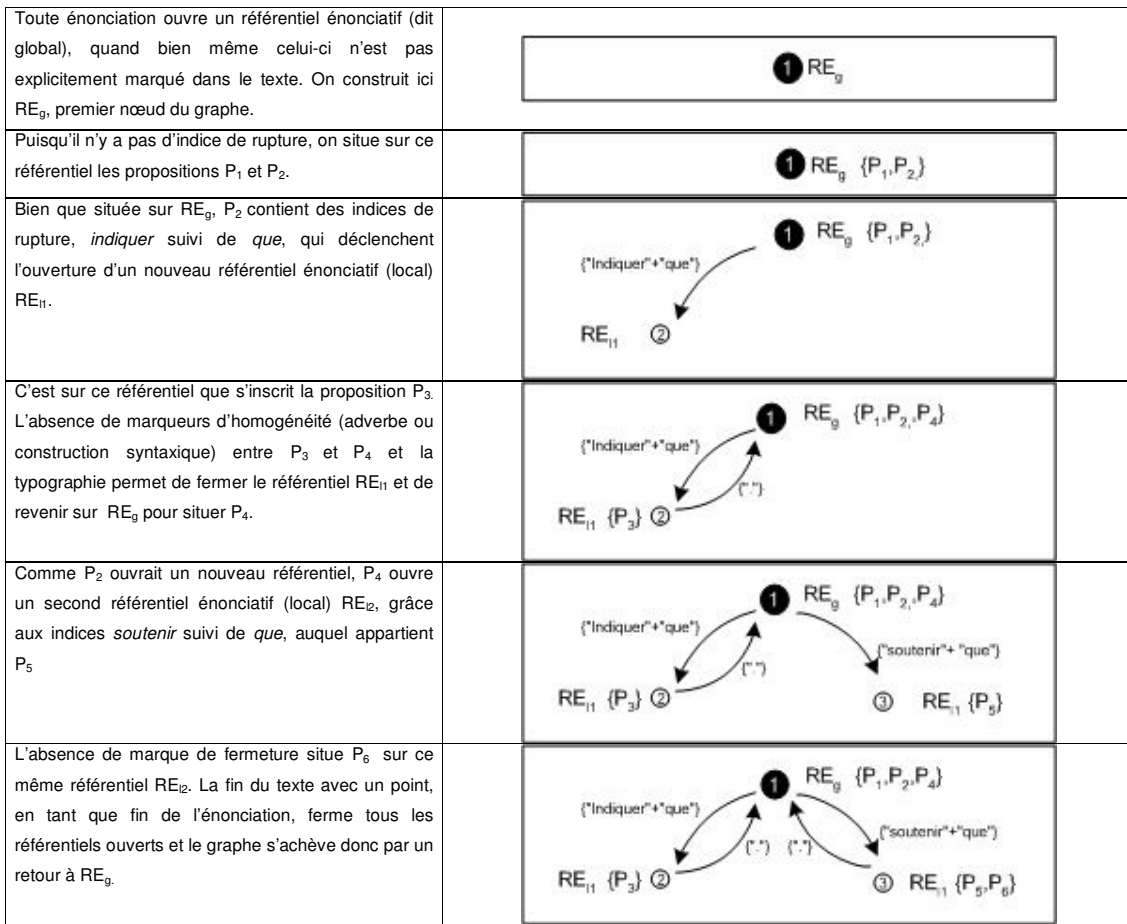 Toute énonciation ouvre un référentiel énonciatif (dit
global), quand bien même celui-ci n'est pas
explicitement marqué dans le texte. On construit ici
REg, premier nœud du graphe.
1 REg
Puisqu'il n'y a pas d'indice de rupture, on situe sur ce
référentiel les propositions P1 et P2.
1 REg {P1,P2,}
Bien que située sur REg, P2 contient des indices de
rupture, indiquer suivi de que, qui déclenchent
l'ouverture d'un nouveau référentiel énonciatif (local)
REl1.
1 REg {P1,P2,}
{"Indiquer"+"que"}
REl1 2
C'est sur ce référentiel que s'inscrit la proposition P3.
L'absence de marqueurs d'homogénéité (adverbe ou
construction syntaxique) entre P3 et P4 et la
typographie permet de fermer le référentiel REl1 et de
revenir sur REg pour situer P4.
1 REg {P1,P2,,P4}
{"Indiquer"+"que"}
{"."}
REl1 {P3} 2
Comme P2 ouvrait un nouveau référentiel, P4 ouvre
un second référentiel énonciatif (local) REl2, grâce
aux indices soutenir suivi de que, auquel appartient
P5
1 REg {P1,P2,,P4}
{"Indiquer"+"que"}
{"soutenir"+ "que"}
{"."}
REl1 {P3} 2
3 REl1 {P5}
L'absence de marque de fermeture situe P6 sur ce
même référentiel REl2. La fin du texte avec un point,
en tant que fin de l'énonciation, ferme tous les
référentiels ouverts et le graphe s'achève donc par un
retour à REg.
1 REg {P1,P2,P4}
{"Indiquer"+"que"}
{"soutenir"+"que"}
{"."} {"."}
REl1 {P3} 2
3 REl1 {P5,P6}